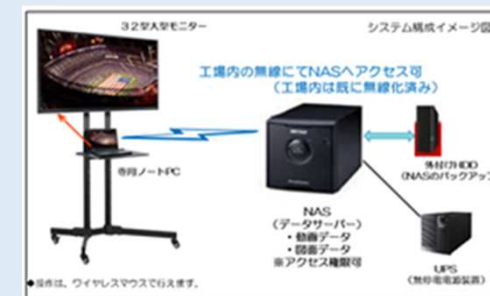 32型大型モニター
システム構成イメージ図
工場内の無線にてNASへアクセス可
（工場内は既に無線化済み）
専用ノートPC
外付けHDD
（NASのバックアップ
NAS
（データサーバー）
・動画データ
・図面データ
※アクセス権限可
UPS
（無停電電源装置）
◆操作は、ワイヤレスマウスで行えます。